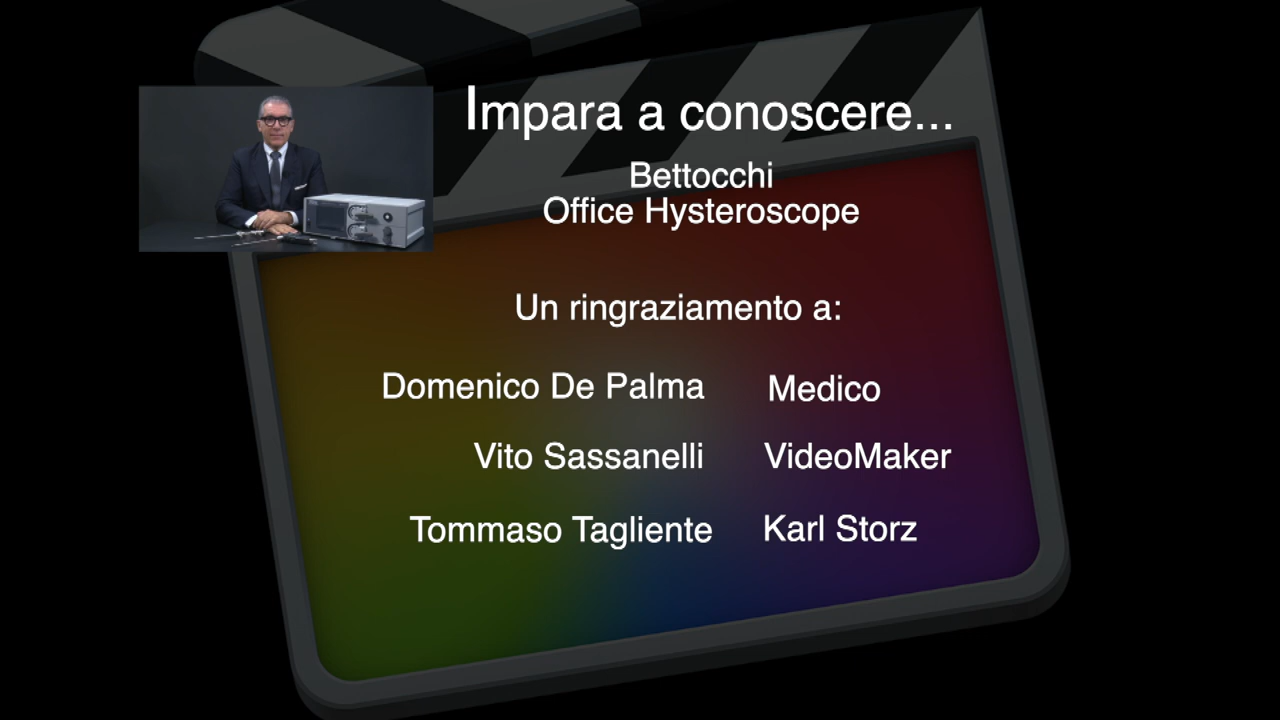 Impara a conoscere...
Bettocchi
Office Hysteroscope
Un ringraziamento a:
Domenico De Palma Medico
Vito Sassanelli VideoMaker
Tommaso Tagliente Karl Storz